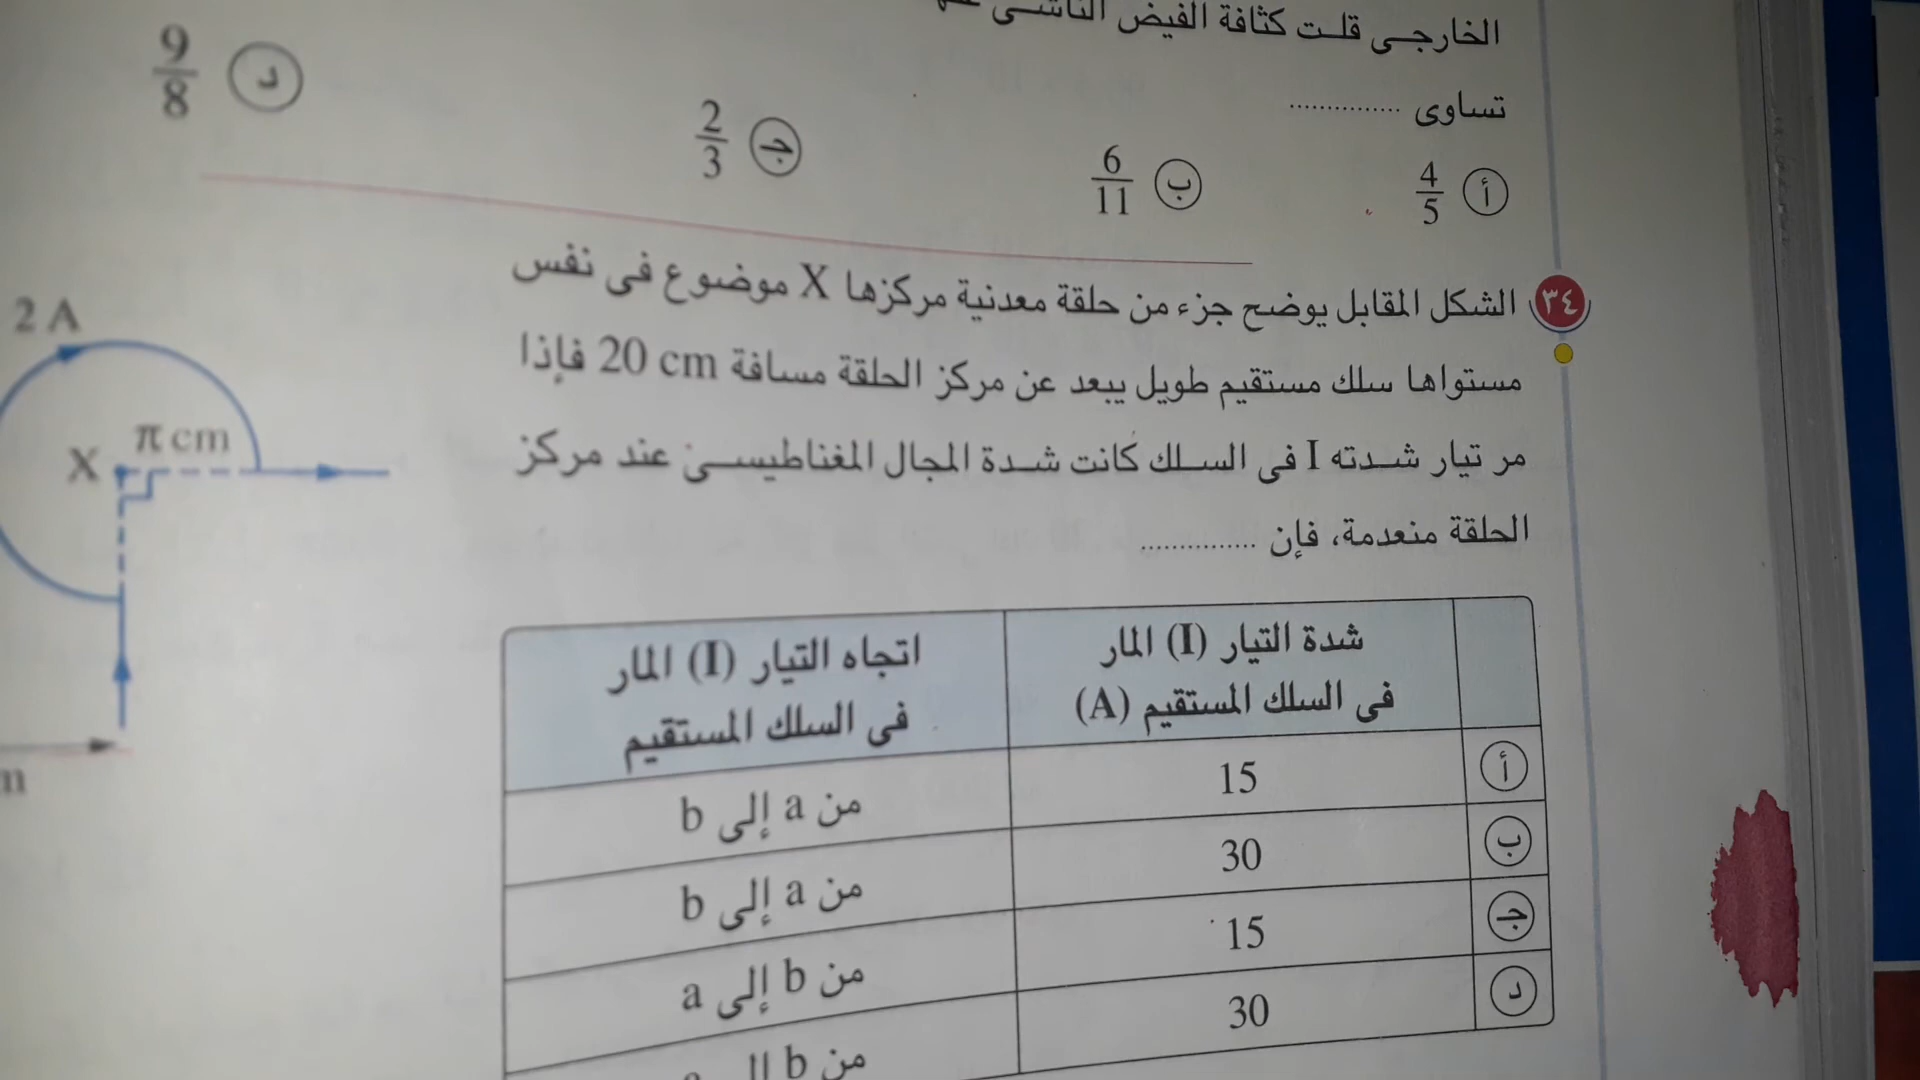 الخارجى قلت كثافة الفيض الناشئ
تساوى ...............
أ 4/5 ب 6/11 جـ 2/3 د 9/8
٣٤ الشكل المقابل يوضح جزء من حلقة معدنية مركزها X موضوع فى نفس
مستواها سلك مستقيم طويل يبعد عن مركز الحلقة مسافة 20 cm فإذا
مر تيار شدته I فى السلك كانت شدة المجال المغناطيسى عند مركز
الحلقة منعدمة، فإن ...............
2 A
π cm
X
شدة التيار (I) المار
فى السلك المستقيم (A)
اتجاه التيار (I) المار
فى السلك المستقيم
أ 15 من a إلى b
ب 30 من a إلى b
جـ 15 من b إلى a
د 30 من b